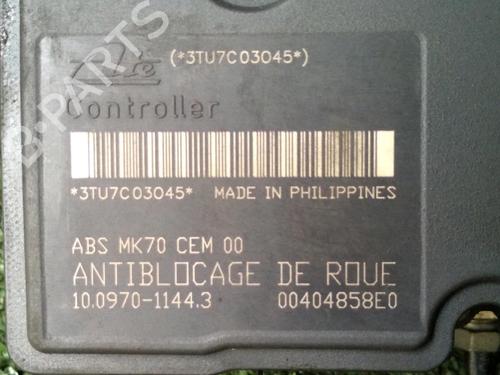 (*3TU7C03045*)
Ate
Controller
*3TU7C03045* MADE IN PHILIPPINES
ABS MK70 CEM 00
ANTIBLOCAGE DE ROUE
10.0970-1144.3 00404858E0
B-PARTS